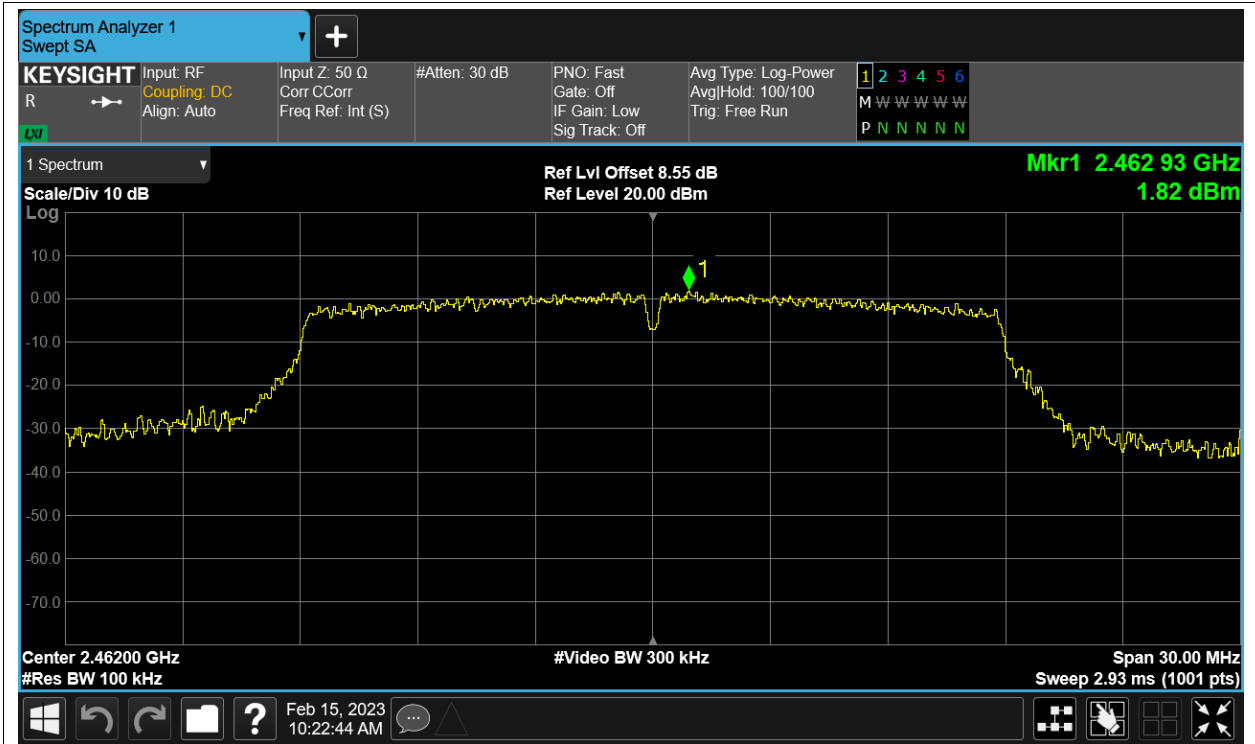 Spectrum Analyzer 1
Swept SA
+
KEYSIGHT
R
LXI
Input: RF
Coupling: DC
Align: Auto
Input Z: 50 Ω
Corr CCorr
Freq Ref: Int (S)
#Atten: 30 dB
PNO: Fast
Gate: Off
IF Gain: Low
Sig Track: Off
Avg Type: Log-Power
Avg|Hold: 100/100
Trig: Free Run
1 2 3 4 5 6
M W W W W W
P N N N N N
1 Spectrum
Scale/Div 10 dB
Log
Ref Lvl Offset 8.55 dB
Ref Level 20.00 dBm
Mkr1 2.462 93 GHz
1.82 dBm
10.0
0.00
-10.0
-20.0
-30.0
-40.0
-50.0
-60.0
-70.0
1
Center 2.46200 GHz
#Res BW 100 kHz
#Video BW 300 kHz
Span 30.00 MHz
Sweep 2.93 ms (1001 pts)
?
Feb 15, 2023
10:22:44 AM